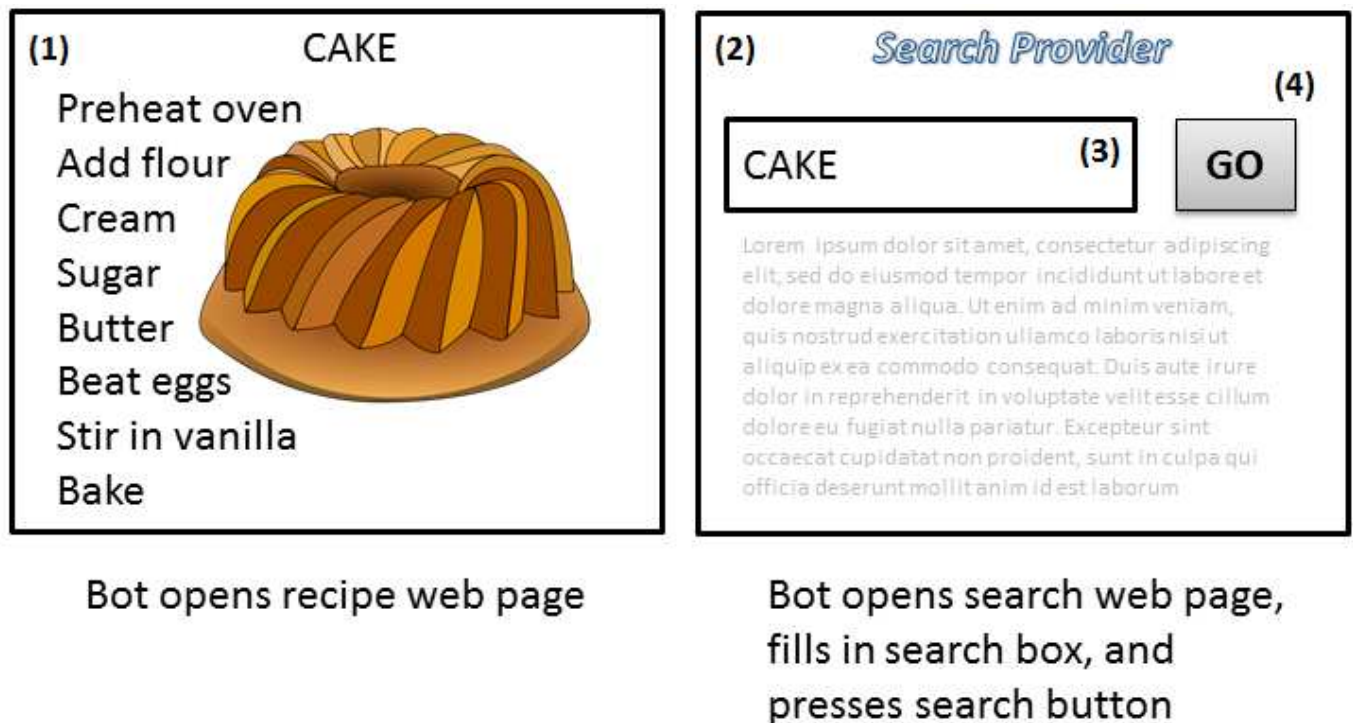 (1) CAKE
Preheat oven
Add flour
Cream
Sugar
Butter
Beat eggs
Stir in vanilla
Bake
Bot opens recipe web page
(2) Search Provider
(4)
CAKE (3) GO
Lorem ipsum dolor sit amet, consectetur adipiscing
elit, sed do eiusmod tempor incididunt ut labore et
dolore magna aliqua. Ut enim ad minim veniam,
quis nostrud exercitation ullamco laboris nisi ut
aliquip ex ea commodo consequat. Duis aute irure
dolor in reprehenderit in voluptate velit esse cillum
dolore eu fugiat nulla pariatur. Excepteur sint
occaecat cupidatat non proident, sunt in culpa qui
officia deserunt mollit anim id est laborum
Bot opens search web page,
fills in search box, and
presses search button